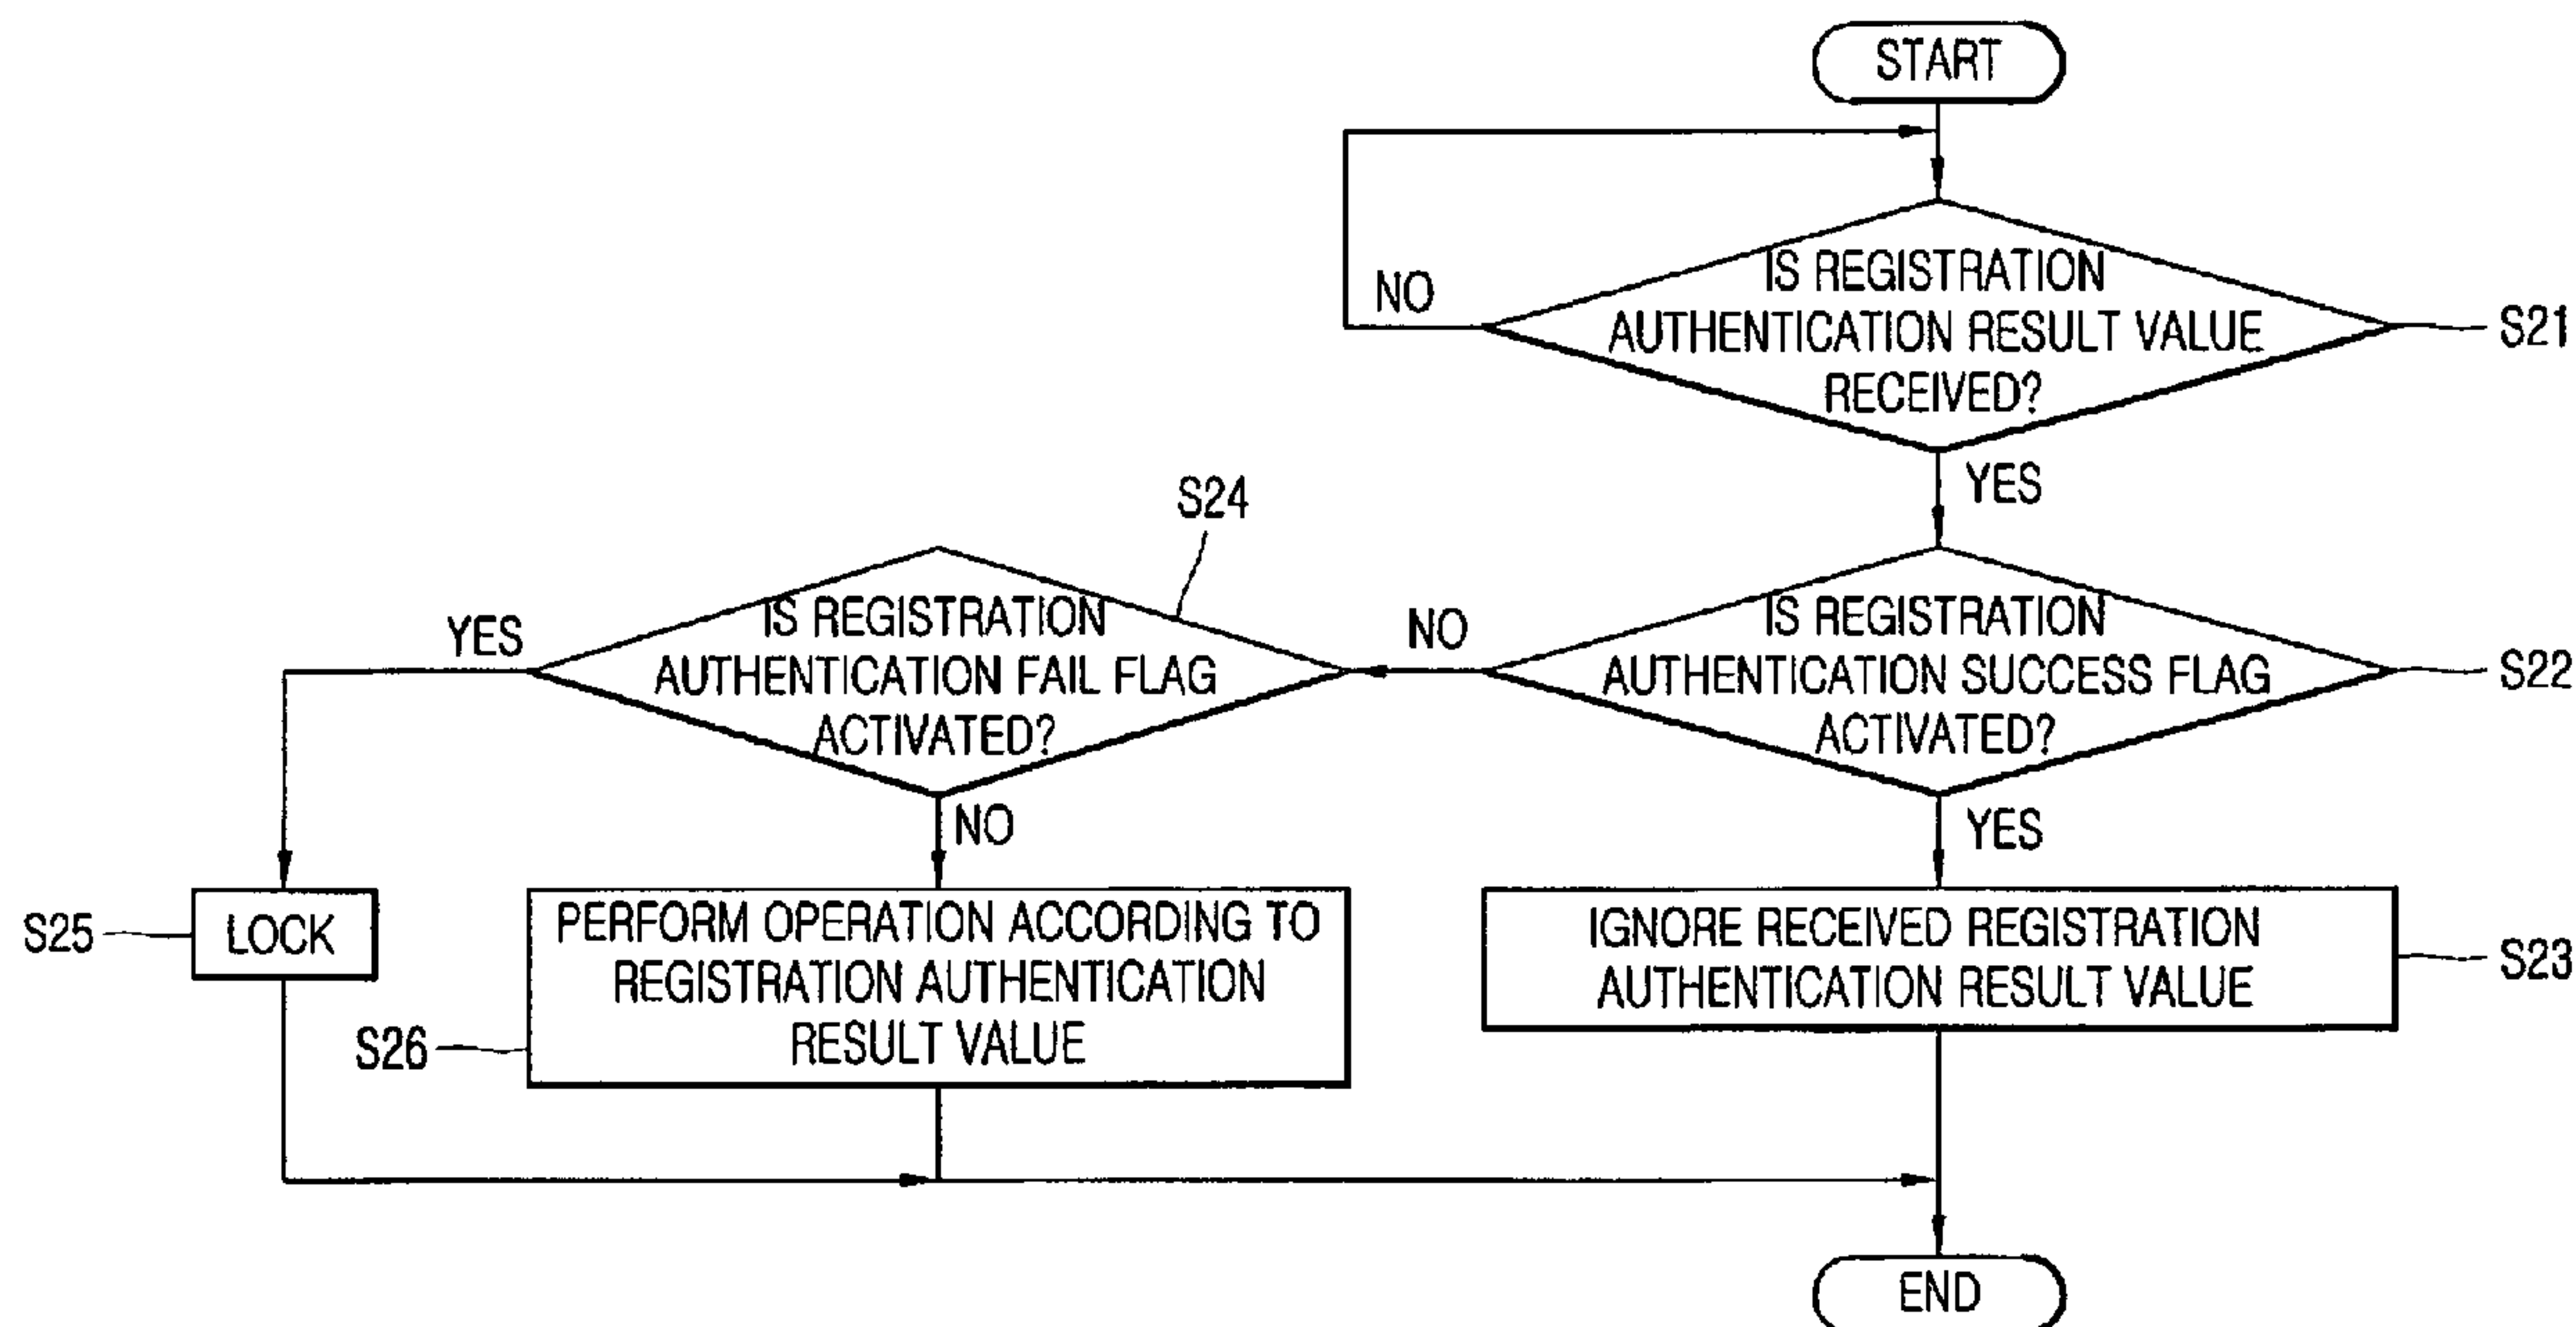 START
IS REGISTRATION
AUTHENTICATION RESULT VALUE
RECEIVED?
NO
S21
YES
S24
IS REGISTRATION
AUTHENTICATION FAIL FLAG
ACTIVATED?
YES
NO
IS REGISTRATION
AUTHENTICATION SUCCESS FLAG
ACTIVATED?
S22
NO
YES
S25
LOCK
PERFORM OPERATION ACCORDING TO
REGISTRATION AUTHENTICATION
RESULT VALUE
S26
IGNORE RECEIVED REGISTRATION
AUTHENTICATION RESULT VALUE
S23
END